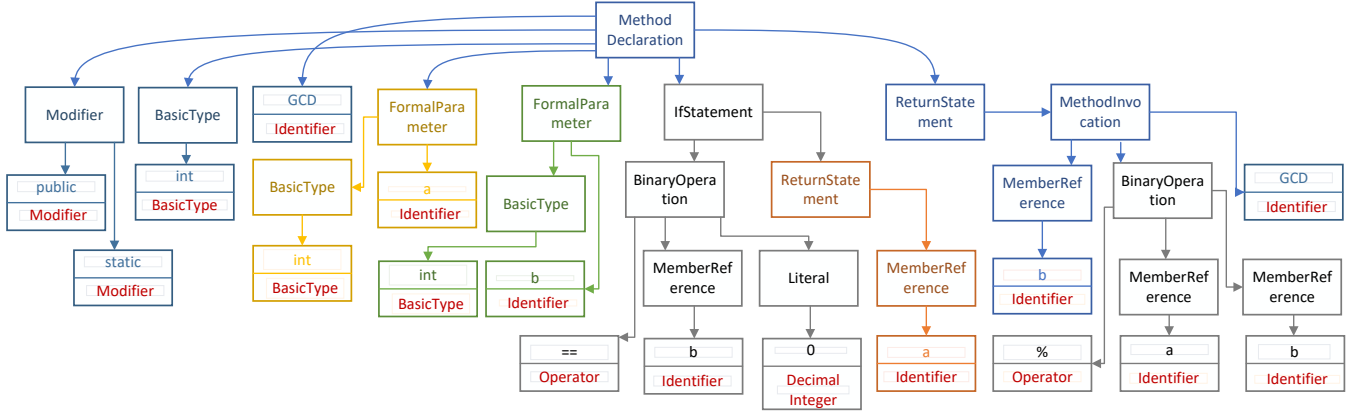 Method
Declaration
Modifier
BasicType
GCD
Identifier
FormalPara
meter
FormalPara
meter
IfStatement
ReturnState
ment
MethodInvo
cation
public
Modifier
int
BasicType
BasicType
a
Identifier
BasicType
BinaryOpera
tion
ReturnState
ment
MemberRef
erence
BinaryOpera
tion
GCD
Identifier
static
Modifier
int
BasicType
int
BasicType
b
Identifier
MemberRef
erence
Literal
MemberRef
erence
b
Identifier
MemberRef
erence
MemberRef
erence
==
Operator
b
Identifier
0
Decimal
Integer
a
Identifier
%
Operator
a
Identifier
b
Identifier